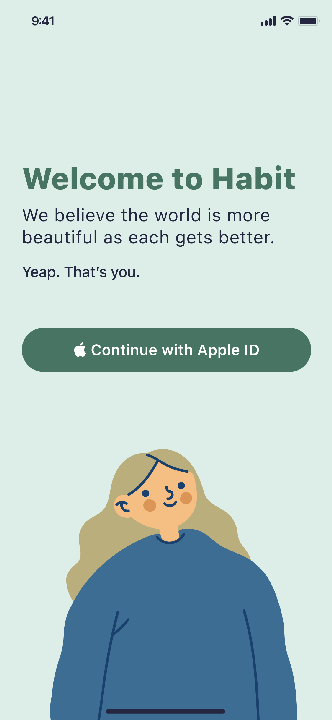 9:41
Welcome to Habit
We believe the world is more
beautiful as each gets better.
Yeap. That's you.
Continue with Apple ID